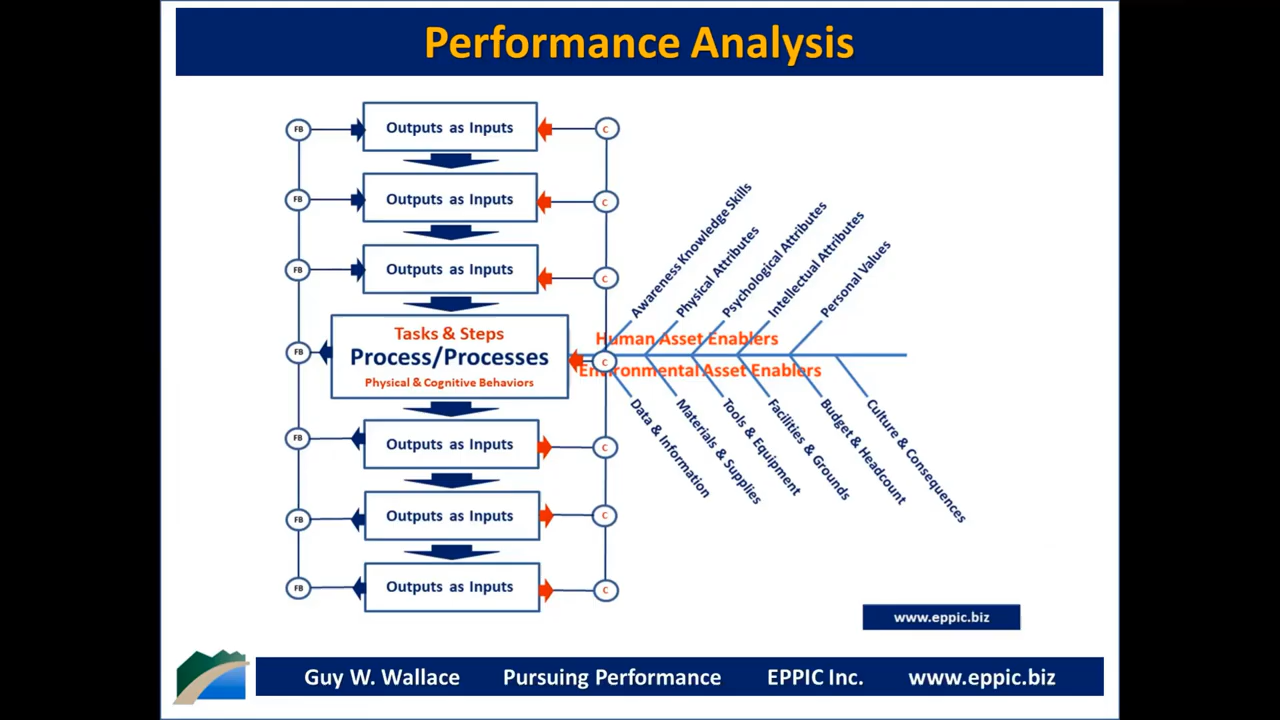 Performance Analysis
FB
Outputs as Inputs
C
FB
Outputs as Inputs
C
FB
Outputs as Inputs
C
Awareness Knowledge Skills
Physical Attributes
Psychological Attributes
Intellectual Attributes
Personal Values
FB
Tasks & Steps
Process/Processes
Physical & Cognitive Behaviors
C
Human Asset Enablers
Environmental Asset Enablers
Data & Information
Materials & Supplies
Tools & Equipment
Facilities & Grounds
Budget & Headcount
Culture & Consequences
FB
Outputs as Inputs
C
FB
Outputs as Inputs
C
FB
Outputs as Inputs
C
www.eppic.biz
Guy W. Wallace Pursuing Performance EPPIC Inc. www.eppic.biz